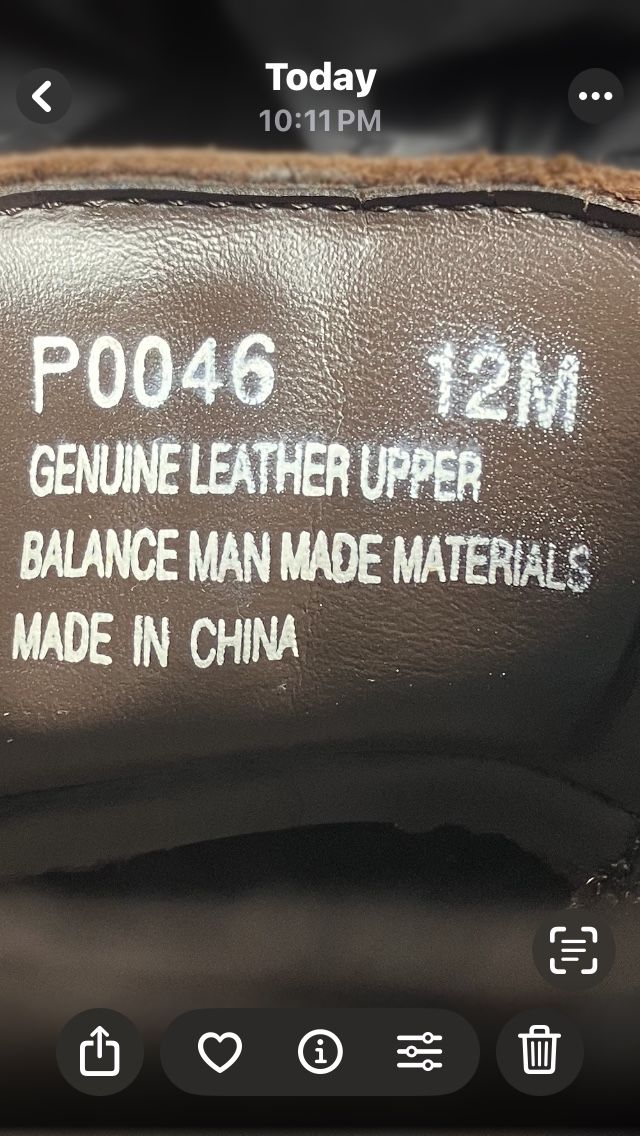 Today
10:11 PM
P0046 12M
GENUINE LEATHER UPPER
BALANCE MAN MADE MATERIALS
MADE IN CHINA